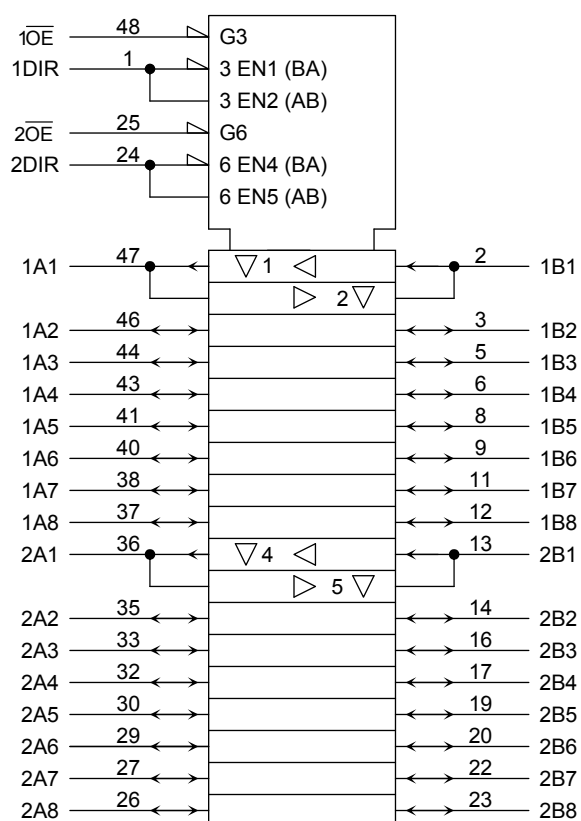 1O̅E̅ 48 G3
1DIR 1 3 EN1 (BA)
3 EN2 (AB)
2O̅E̅ 25 G6
2DIR 24 6 EN4 (BA)
6 EN5 (AB)
1A1 47 1 2 1B1
2
1A2 46 3 1B2
1A3 44 5 1B3
1A4 43 6 1B4
1A5 41 8 1B5
1A6 40 9 1B6
1A7 38 11 1B7
1A8 37 12 1B8
2A1 36 4 13 2B1
5
2A2 35 14 2B2
2A3 33 16 2B3
2A4 32 17 2B4
2A5 30 19 2B5
2A6 29 20 2B6
2A7 27 22 2B7
2A8 26 23 2B8